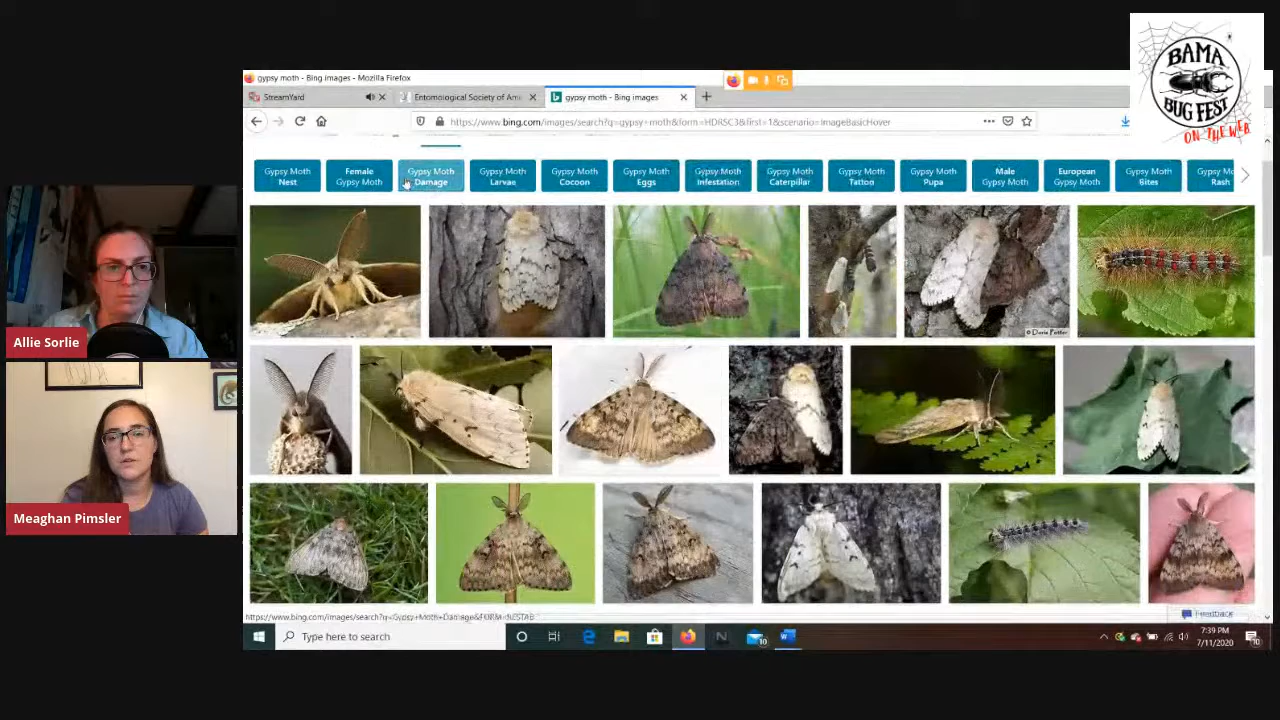 BAMA
BUG FEST
ON THE WEB
gypsy moth - Bing images - Mozilla Firefox
StreamYard
Entomological Society of Am
gypsy moth - Bing images
https://www.bing.com/images/search?q=gypsy+moth&form=HDRSC3&first=1&scenario=ImageBasicHover
Gypsy Moth Nest
Female Gypsy Moth
Gypsy Moth Damage
Gypsy Moth Larvae
Gypsy Moth Cocoon
Gypsy Moth Eggs
Gypsy Moth Infestation
Gypsy Moth Caterpillar
Gypsy Moth Tattoo
Gypsy Moth Pupa
Male Gypsy Moth
European Gypsy Moth
Gypsy Moth Bites
Gypsy Moth Rash
Allie Sorlie
Meaghan Pimsler
Feedback
Type here to search
10
7:39 PM
7/11/2020
10